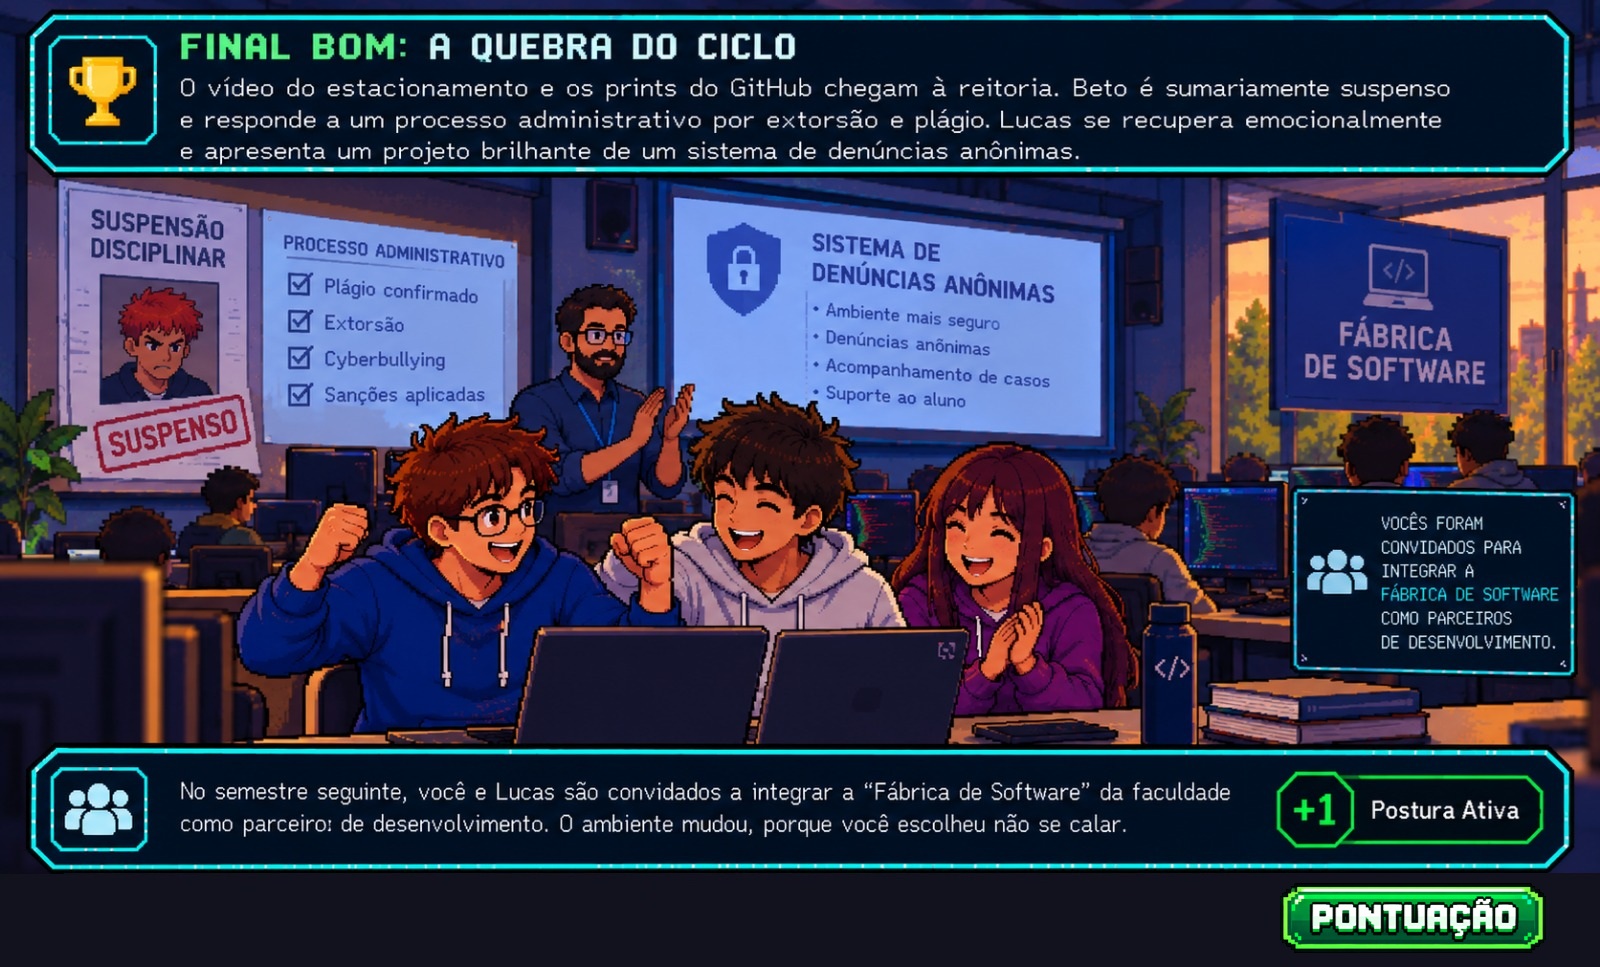 FINAL BOM: A QUEBRA DO CICLO
O vídeo do estacionamento e os prints do GitHub chegam à reitoria. Beto é sumariamente suspenso
e responde a um processo administrativo por extorsão e plágio. Lucas se recupera emocionalmente
e apresenta um projeto brilhante de um sistema de denúncias anônimas.
SUSPENSÃO
DISCIPLINAR
SUSPENSO
PROCESSO ADMINISTRATIVO
Plágio confirmado
Extorsão
Cyberbullying
Sanções aplicadas
SISTEMA DE
DENÚNCIAS ANÔNIMAS
• Ambiente mais seguro
• Denúncias anônimas
• Acompanhamento de casos
• Suporte ao aluno
</>
FÁBRICA
DE SOFTWARE
VOCÊS FORAM
CONVIDADOS PARA
INTEGRAR A
FÁBRICA DE SOFTWARE
COMO PARCEIROS
DE DESENVOLVIMENTO.
</>
No semestre seguinte, você e Lucas são convidados a integrar a “Fábrica de Software” da faculdade
como parceiro: de desenvolvimento. O ambiente mudou, porque você escolheu não se calar.
+1 Postura Ativa
PONTUAÇÃO